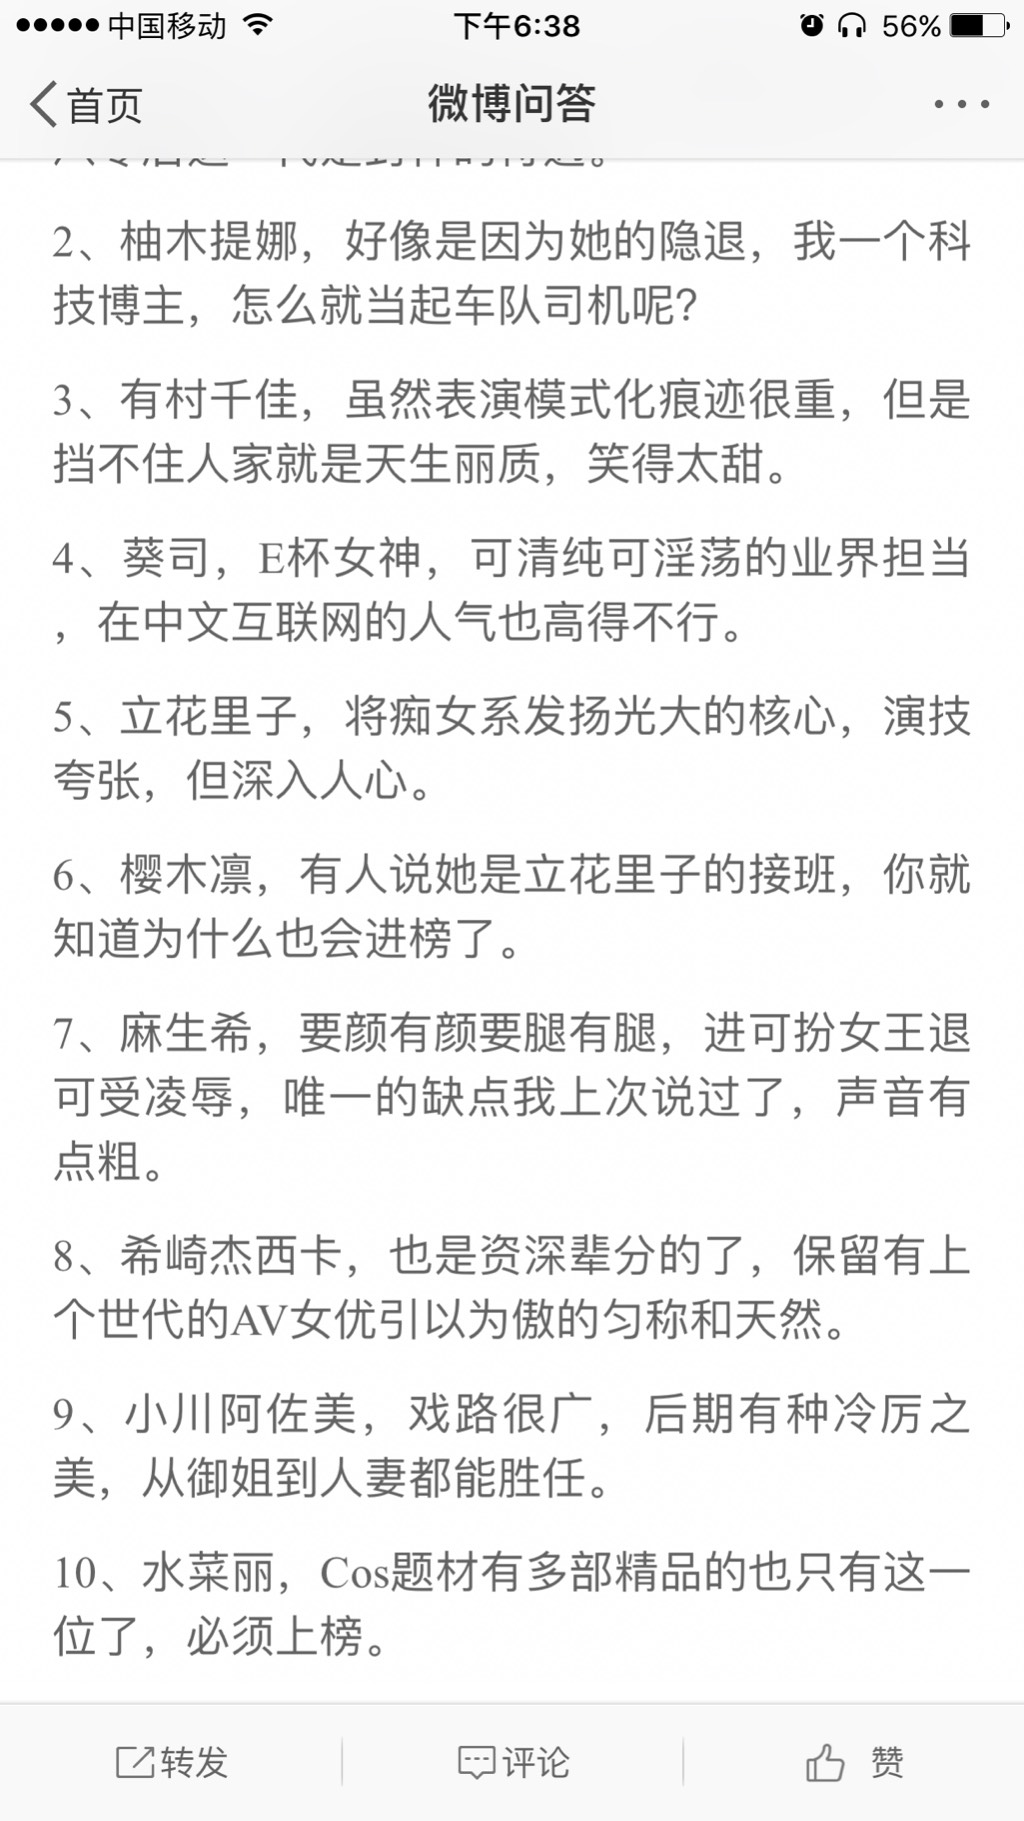 中国移动 下午6:38 56%
首页 微博问答
2、柚木提娜，好像是因为她的隐退，我一个科
技博主，怎么就当起车队司机呢？
3、有村千佳，虽然表演模式化痕迹很重，但是
挡不住人家就是天生丽质，笑得太甜。
4、葵司，E杯女神，可清纯可淫荡的业界担当
，在中文互联网的人气也高得不行。
5、立花里子，将痴女系发扬光大的核心，演技
夸张，但深入人心。
6、樱木凛，有人说她是立花里子的接班，你就
知道为什么也会进榜了。
7、麻生希，要颜有颜要腿有腿，进可扮女王退
可受凌辱，唯一的缺点我上次说过了，声音有
点粗。
8、希崎杰西卡，也是资深辈分的了，保留有上
个世代的AV女优引以为傲的匀称和天然。
9、小川阿佐美，戏路很广，后期有种冷厉之
美，从御姐到人妻都能胜任。
10、水菜丽，Cos题材有多部精品的也只有这一
位了，必须上榜。
转发 评论 赞